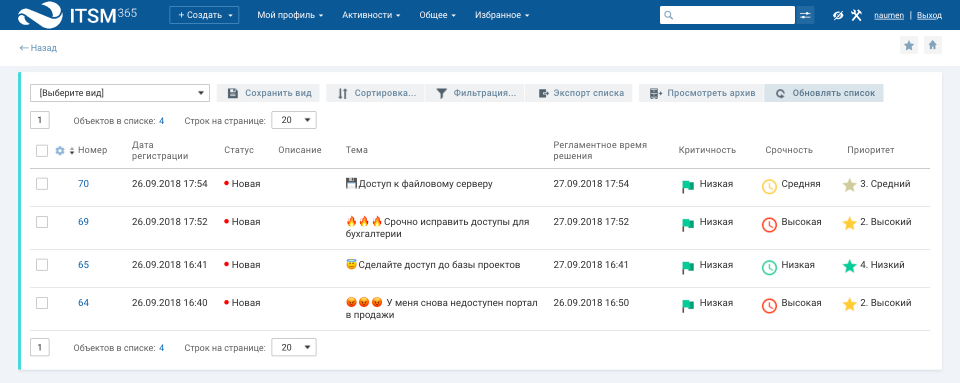 ITSM 365 + Создать Мой профиль Активности Общее Избранное naumen | Выход
←Назад
[Выберите вид] Сохранить вид Сортировка... Фильтрация... Экспорт списка Просмотреть архив Обновлять список
1 Объектов в списке: 4 Строк на странице: 20
Номер Дата регистрации Статус Описание Тема Регламентное время решения Критичность Срочность Приоритет
70 26.09.2018 17:54 Новая 💾Доступ к файловому серверу 27.09.2018 17:54 Низкая Средняя 3. Средний
69 26.09.2018 17:52 Новая 🔥🔥🔥Срочно исправить доступы для 27.09.2018 17:52 Низкая Высокая 2. Высокий
бухгалтерии
65 26.09.2018 16:41 Новая 😇Сделайте доступ до базы проектов 27.09.2018 16:41 Низкая Низкая 4. Низкий
64 26.09.2018 16:40 Новая 😡😡😡 У меня снова недоступен портал 26.09.2018 16:50 Низкая Высокая 2. Высокий
в продажи
1 Объектов в списке: 4 Строк на странице: 20